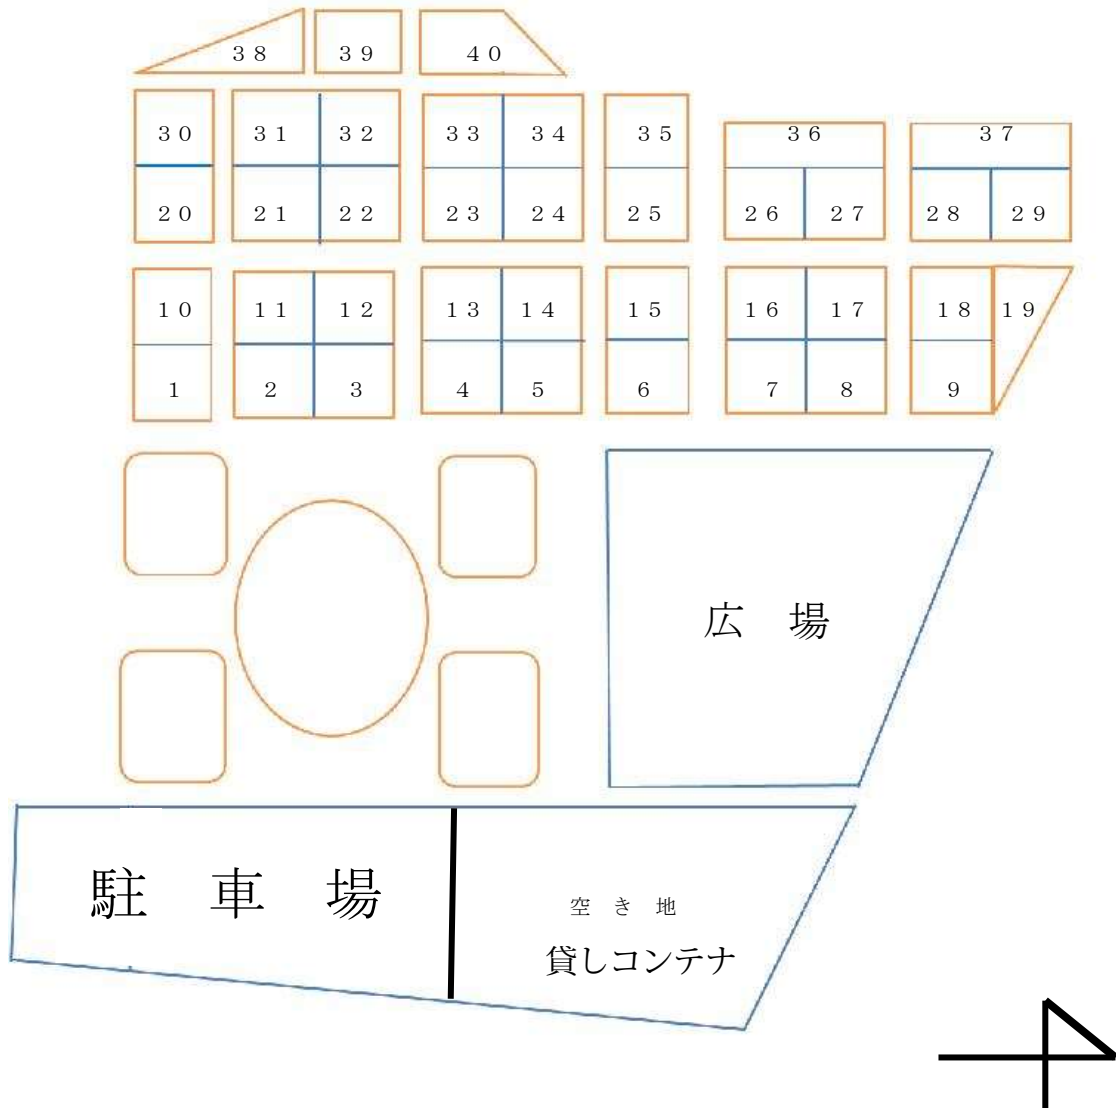 ３８ ３９ ４０
３０ ３１ ３２ ３３ ３４ ３５ ３６ ３７
２０ ２１ ２２ ２３ ２４ ２５ ２６ ２７ ２８ ２９
１０ １１ １２ １３ １４ １５ １６ １７ １８ １９
１ ２ ３ ４ ５ ６ ７ ８ ９
広　場
駐　車　場
空　き　地
貸しコンテナ